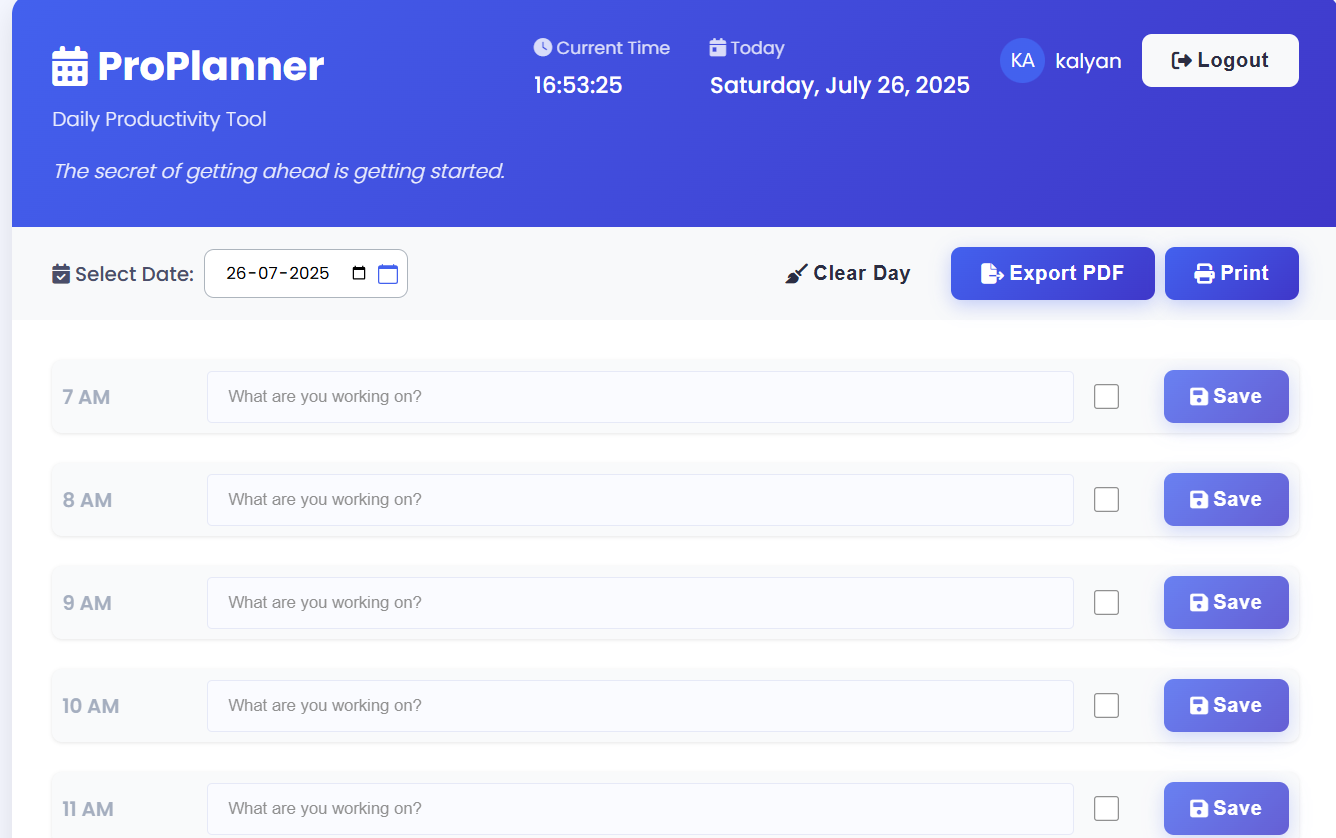 ProPlanner
Daily Productivity Tool
The secret of getting ahead is getting started.
Current Time
16:53:25
Today
Saturday, July 26, 2025
KA
kalyan
Logout
Select Date:
26-07-2025
Clear Day
Export PDF
Print
7 AM
What are you working on?
Save
8 AM
What are you working on?
Save
9 AM
What are you working on?
Save
10 AM
What are you working on?
Save
11 AM
What are you working on?
Save